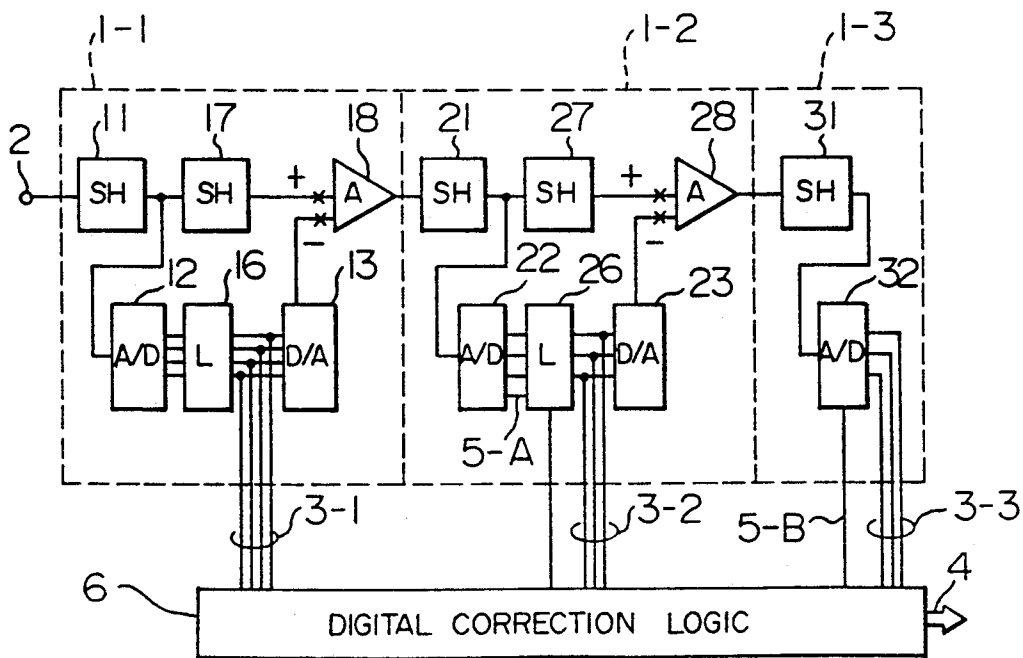 1-1
1-2
1-3
2
11
17
18
21
27
28
31
SH
SH
+
A
−
SH
SH
+
A
−
SH
12
16
13
22
26
23
32
A/D
L
D/A
A/D
L
D/A
A/D
5-A
3-1
3-2
5-B
3-3
6
4
DIGITAL CORRECTION LOGIC